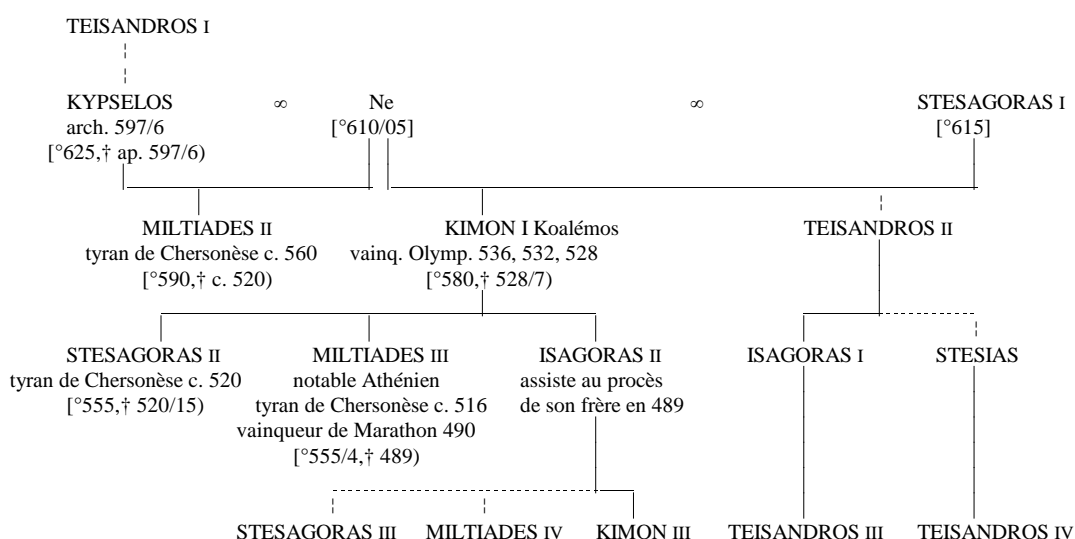 TEISANDROS I
KYPSELOS ∞ Ne ∞ STESAGORAS I
arch. 597/6 [°610/05] [°615]
[°625,† ap. 597/6)
MILTIADES II KIMON I Koalémos TEISANDROS II
tyran de Chersonèse c. 560 vainq. Olymp. 536, 532, 528
[°590,† c. 520) [°580,† 528/7)
STESAGORAS II MILTIADES III ISAGORAS II ISAGORAS I STESIAS
tyran de Chersonèse c. 520 notable Athénien assiste au procès
[°555,† 520/15) tyran de Chersonèse c. 516 de son frère en 489
vainqueur de Marathon 490
[°555/4,† 489)
STESAGORAS III MILTIADES IV KIMON III TEISANDROS III TEISANDROS IV